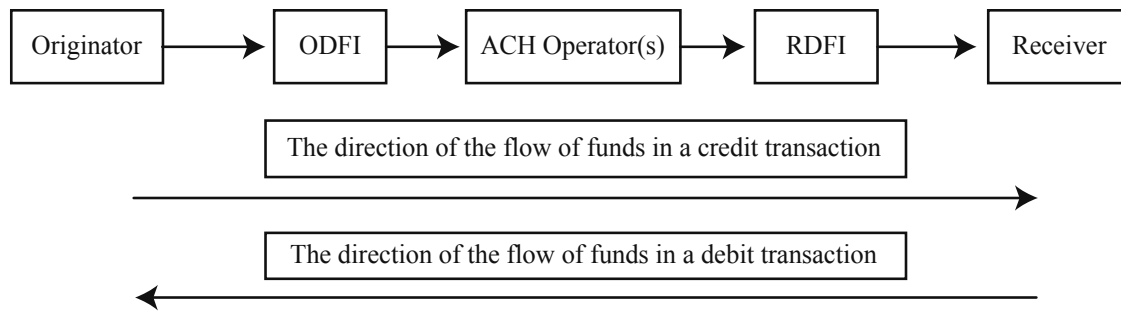 Originator
ODFI
ACH Operator(s)
RDFI
Receiver
The direction of the flow of funds in a credit transaction
The direction of the flow of funds in a debit transaction